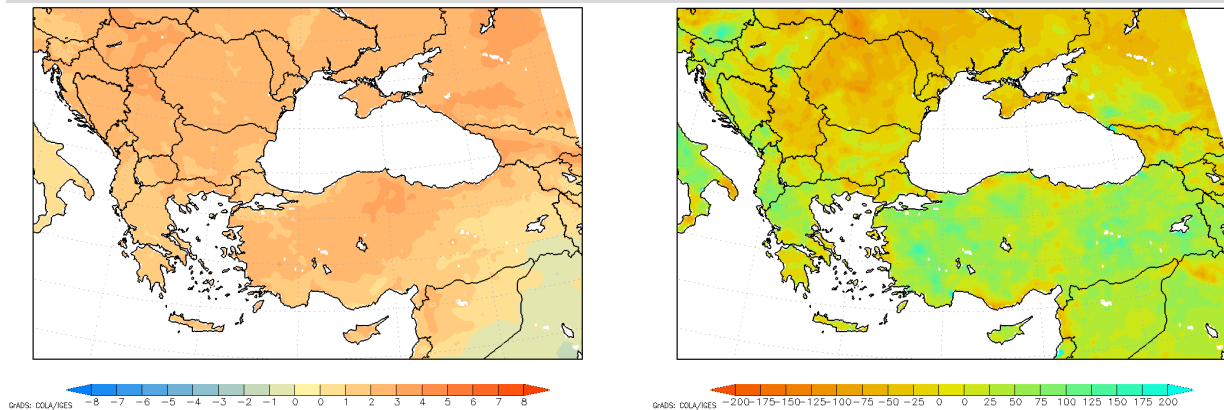 -8 -7 -6 -5 -4 -3 -2 -1 0 1 2 3 4 5 6 7 8
GrADS: COLA/IGES
-200-175-150-125-100-75 -50 -25 0 25 50 75 100 125 150 175 200
GrADS: COLA/IGES